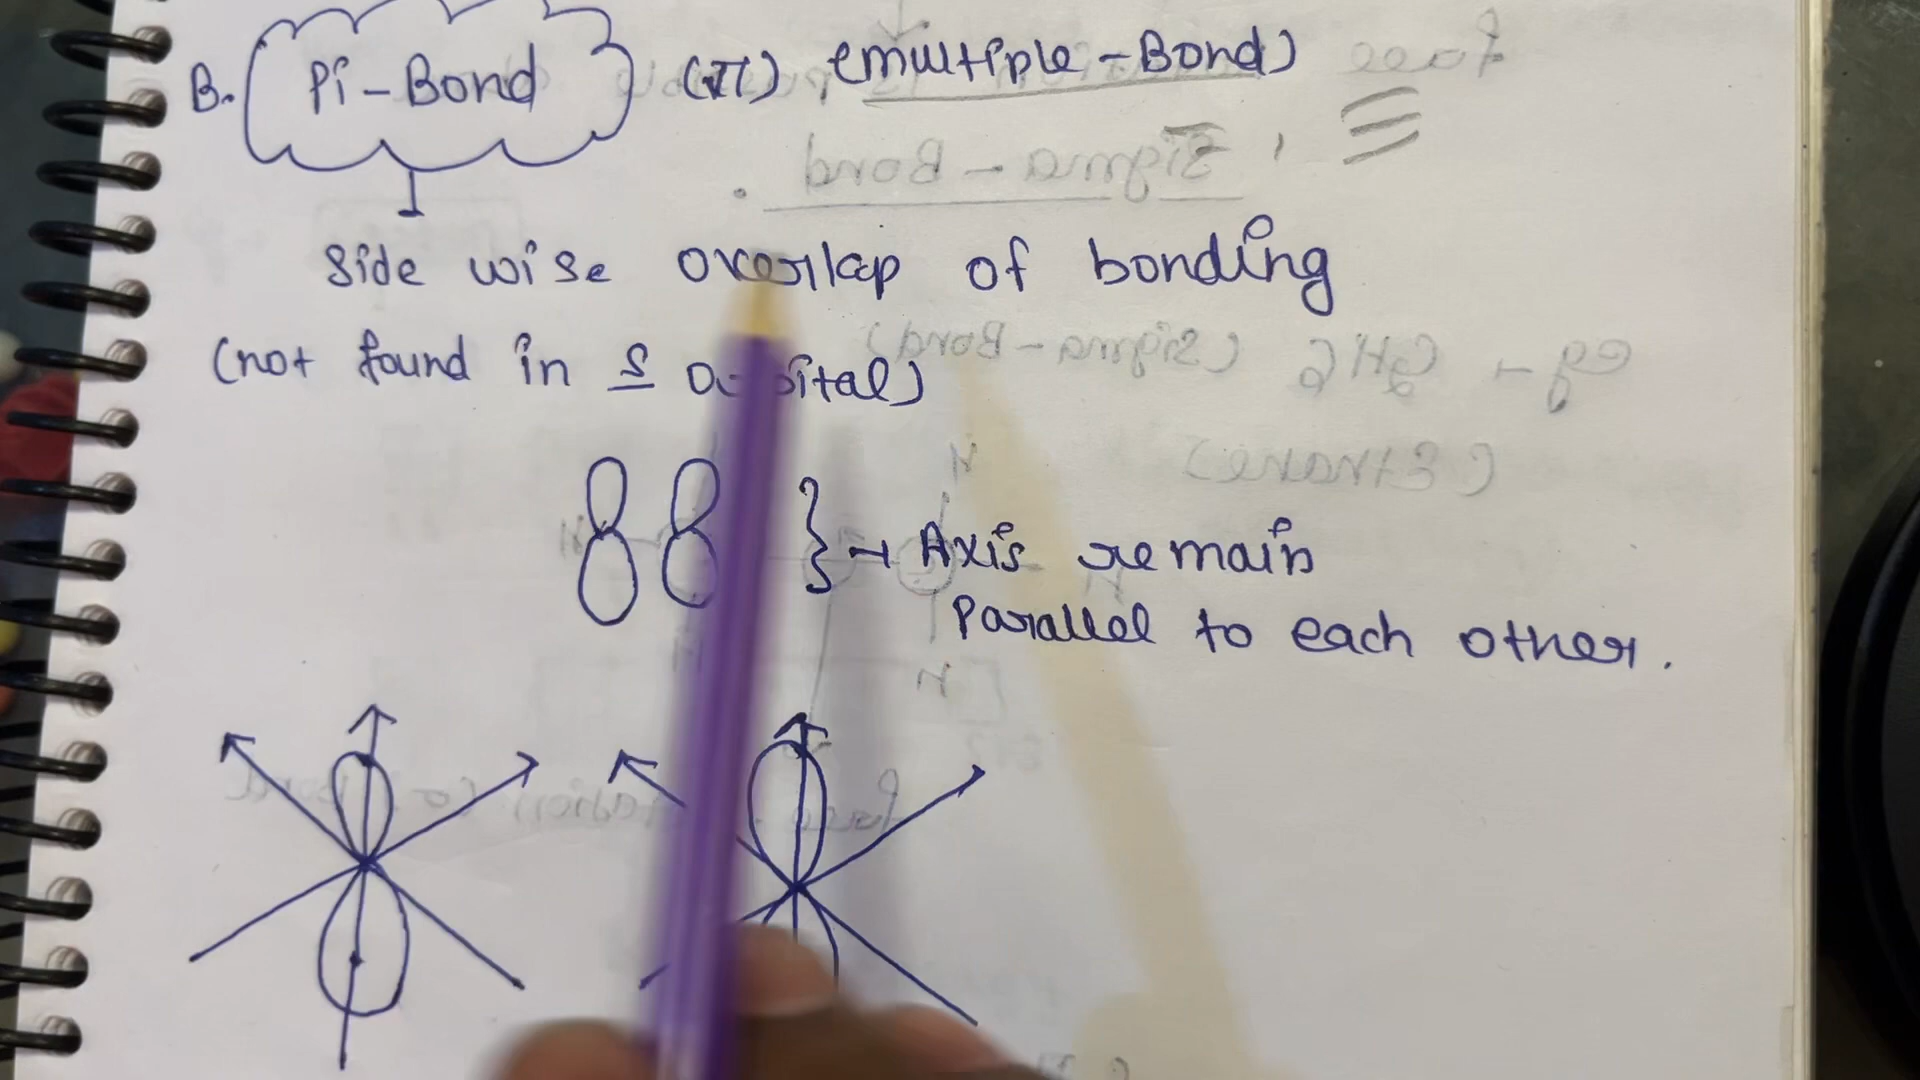 B. Pi-Bond (π) (multiple-Bond)
Side wise overlap of bonding
(not found in S orbital)
} → Axis remain
Parallel to each other.